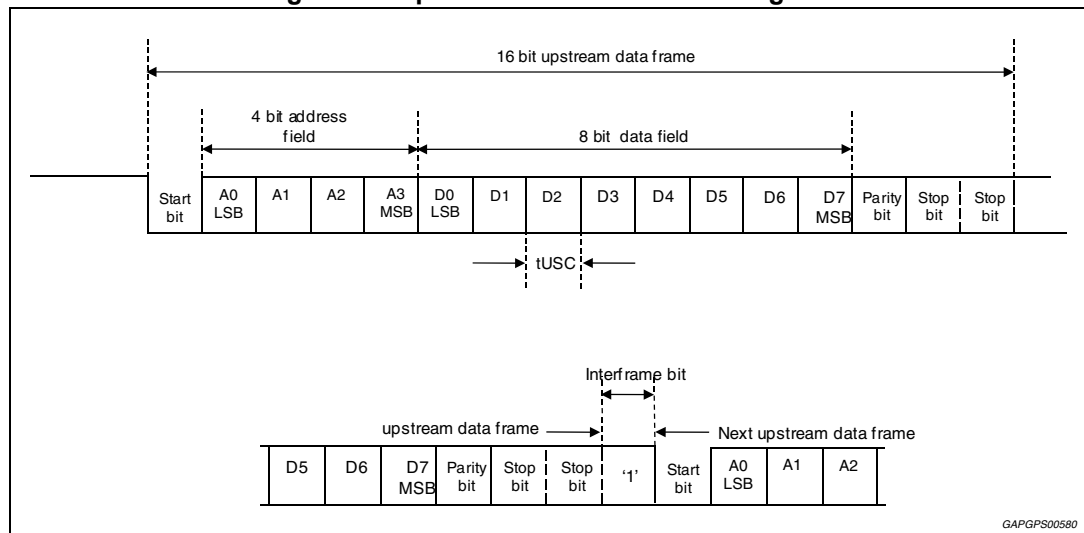 16 bit upstream data frame
4 bit address
field
8 bit data field
Start
bit
A0
LSB
A1
A2
A3
MSB
D0
LSB
D1
D2
D3
D4
D5
D6
D7
MSB
Parity
bit
Stop
bit
Stop
bit
tUSC
Interframe bit
upstream data frame
Next upstream data frame
D5
D6
D7
MSB
Parity
bit
Stop
bit
Stop
bit
‘1’
Start
bit
A0
LSB
A1
A2
GAPGPS00580